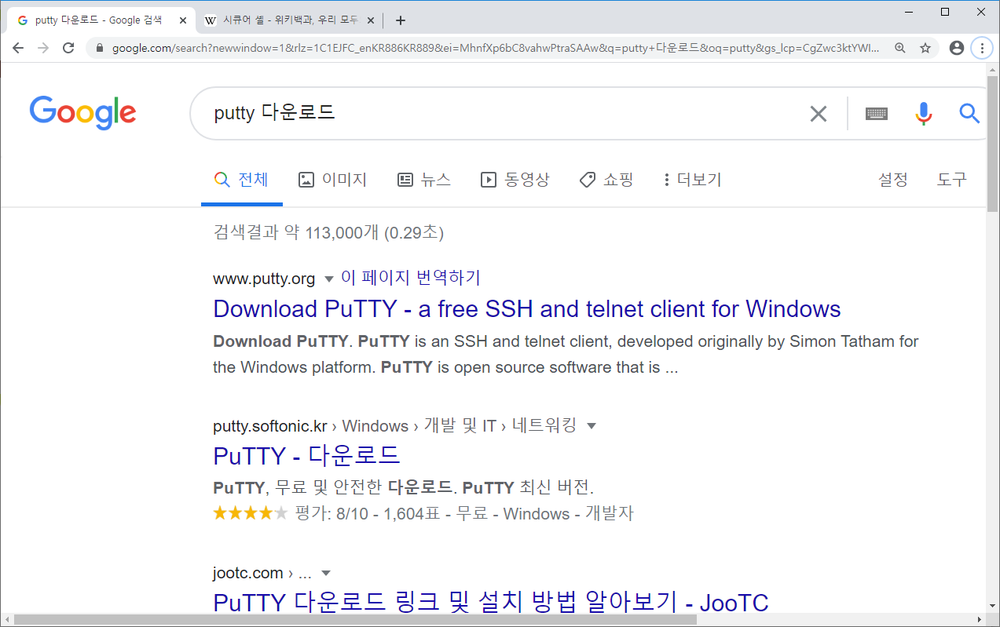 putty 다운로드 - Google 검색
시큐어 셸 - 위키백과, 우리 모두
google.com/search?newwindow=1&rlz=1C1EJFC_enKR886KR889&ei=MhnfXp6bC8vahwPtraSAAw&q=putty+다운로드&oq=putty&gs_lcp=CgZwc3ktYWI...
Google
putty 다운로드
전체 이미지 뉴스 동영상 쇼핑 더보기 설정 도구
검색결과 약 113,000개 (0.29초)
www.putty.org 이 페이지 번역하기
Download PuTTY - a free SSH and telnet client for Windows
Download PuTTY. PuTTY is an SSH and telnet client, developed originally by Simon Tatham for
the Windows platform. PuTTY is open source software that is ...
putty.softonic.kr › Windows › 개발 및 IT › 네트워킹
PuTTY - 다운로드
PuTTY, 무료 및 안전한 다운로드. PuTTY 최신 버전.
평가: 8/10 - 1,604표 - 무료 - Windows - 개발자
jootc.com › ...
PuTTY 다운로드 링크 및 설치 방법 알아보기 - JooTC